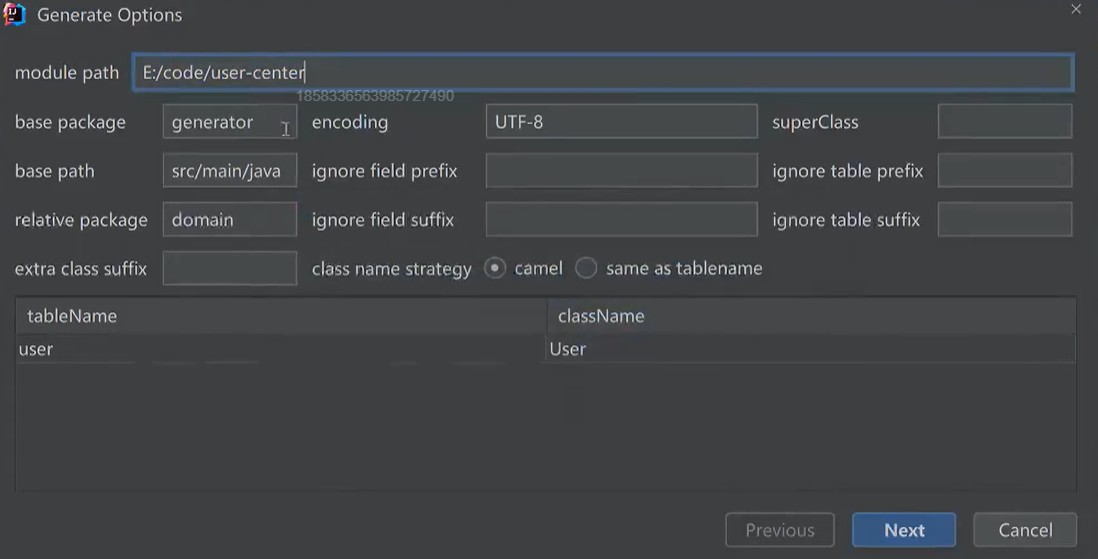 Generate Options
module path E:/code/user-center
1858336563985727490
base package generator encoding UTF-8 superClass
base path src/main/java ignore field prefix ignore table prefix
relative package domain ignore field suffix ignore table suffix
extra class suffix class name strategy camel same as tablename
tableName className
user User
Previous Next Cancel